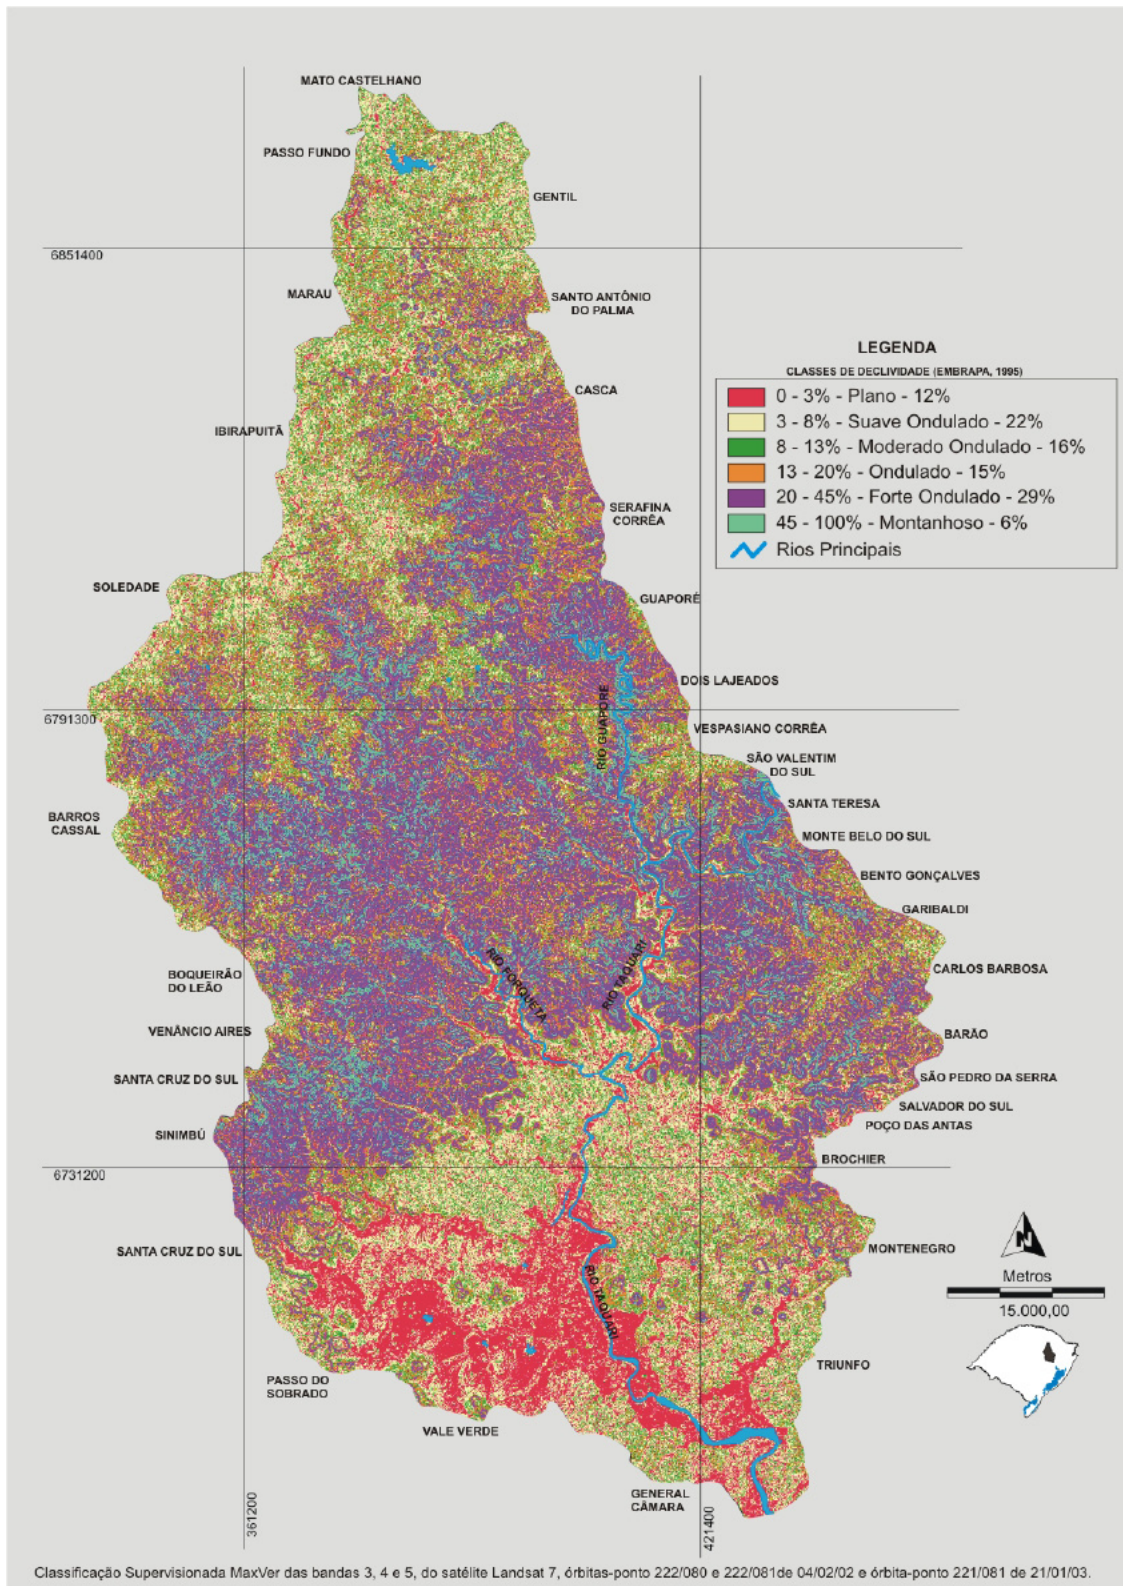 MATO CASTELHANO
PASSO FUNDO
GENTIL
6851400
MARAU
SANTO ANTÔNIO
DO PALMA
LEGENDA
CLASSES DE DECLIVIDADE (EMBRAPA, 1995)
0 - 3% - Plano - 12%
3 - 8% - Suave Ondulado - 22%
8 - 13% - Moderado Ondulado - 16%
13 - 20% - Ondulado - 15%
20 - 45% - Forte Ondulado - 29%
45 - 100% - Montanhoso - 6%
Rios Principais
CASCA
IBIRAPUITÃ
SERAFINA
CORRÊA
SOLEDADE
GUAPORÉ
DOIS LAJEADOS
RIO GUAPORÉ
6791300
VESPASIANO CORRÊA
SÃO VALENTIM
DO SUL
SANTA TERESA
BARROS
CASSAL
MONTE BELO DO SUL
BENTO GONÇALVES
GARIBALDI
RIO FORQUETA
RIO TAQUARI
CARLOS BARBOSA
BOQUEIRÃO
DO LEÃO
VENÂNCIO AIRES
BARÃO
SANTA CRUZ DO SUL
SÃO PEDRO DA SERRA
SALVADOR DO SUL
POÇO DAS ANTAS
SINIMBÚ
BROCHIER
6731200
SANTA CRUZ DO SUL
MONTENEGRO
N
Metros
15.000,00
RIO TAQUARI
TRIUNFO
PASSO DO
SOBRADO
VALE VERDE
GENERAL
CÂMARA
361200
421400
Classificação Supervisionada MaxVer das bandas 3, 4 e 5, do satélite Landsat 7, órbitas-ponto 222/080 e 222/081de 04/02/02 e órbita-ponto 221/081 de 21/01/03.